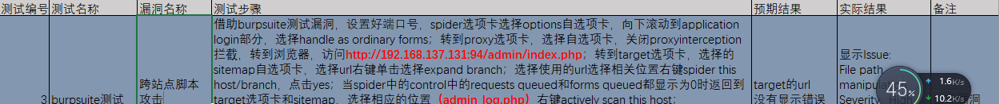 测试编号 测试名称 漏洞名称 测试步骤 预期结果 实际结果 备注
借助burpsuite测试漏洞，设置好端口号，spider选项卡选择options自选项卡，向下滚动到application
login部分，选择handle as ordinary forms；转到proxy选项卡，选择自选项卡，关闭proxyinterception
拦截，转到浏览器，访问http://192.168.137.131:94/admin/index.php；转到target选项卡，选择的
sitemap自选项卡，选择url右键单击选择expand branch；选择使用的url选择相关位置右键spider this
host/branch，点击yes；当spider中的control中的requests queued和forms queued都显示为0时返回到
target选项卡和sitemap，选择相应的位置（admin_log.php）右键actively scan this host；
3 burpsuite测试
跨站点脚本
攻击
target的url
没有显示错误
显示Issue:
File path
Severity:
洞
45%
1.6K/s
10.2K/s